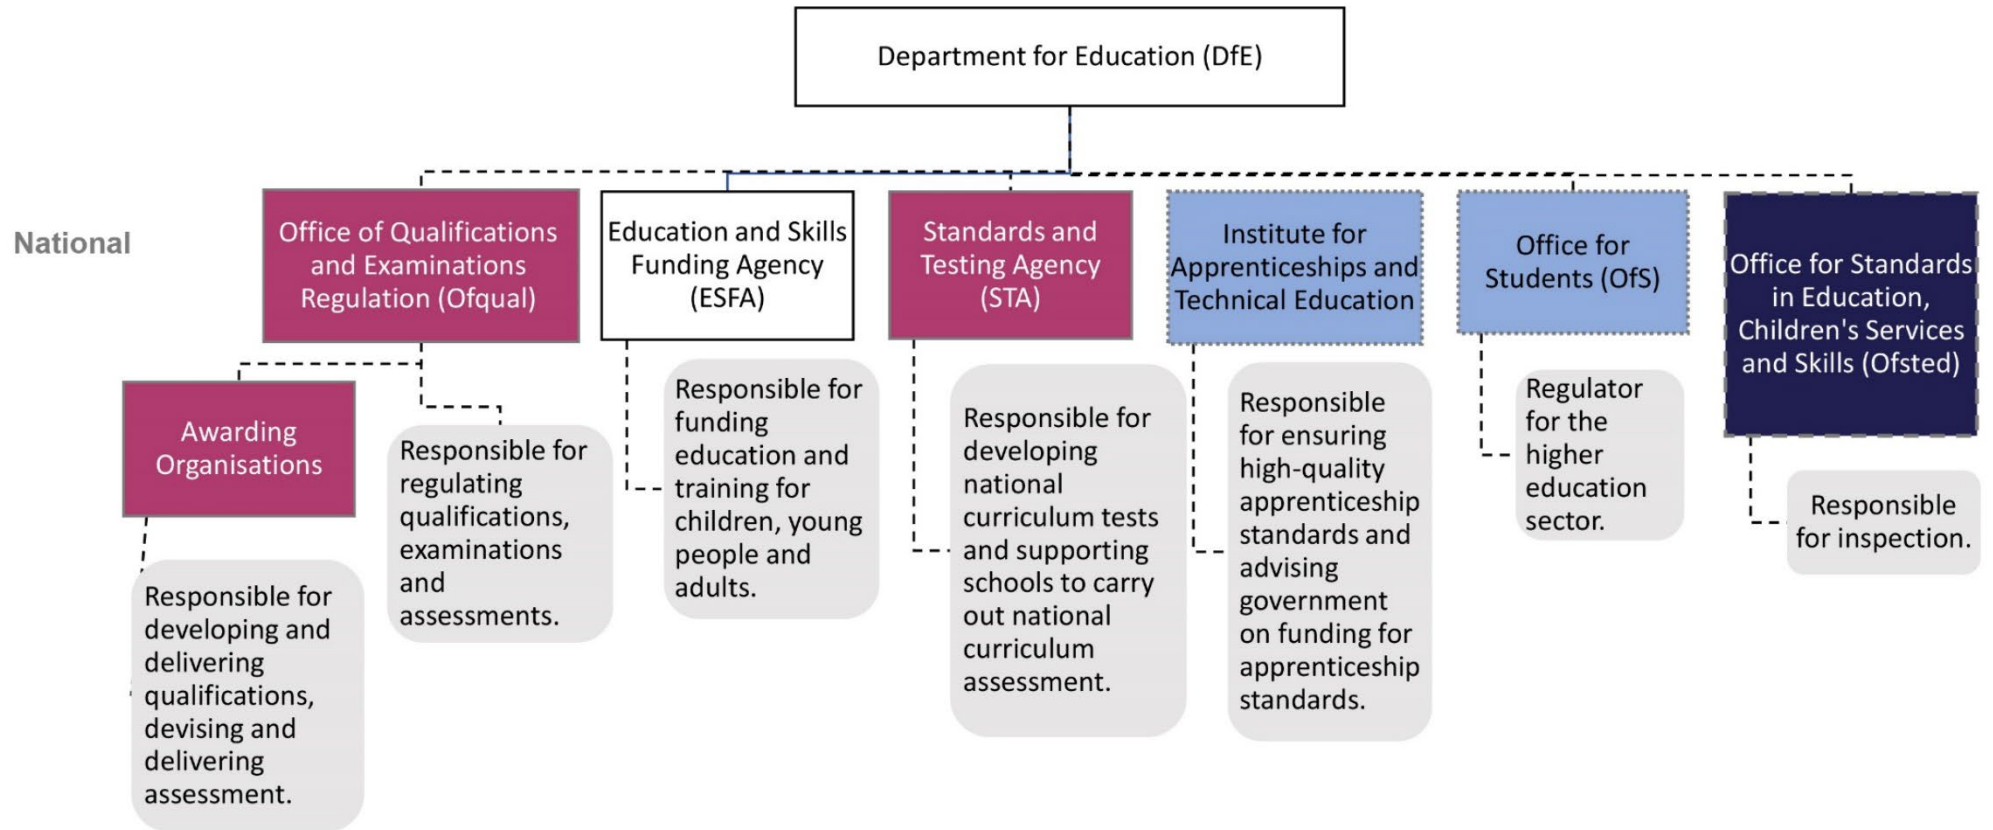 Department for Education (DfE)
National
Office of Qualifications
and Examinations
Regulation (Ofqual)
Education and Skills
Funding Agency
(ESFA)
Standards and
Testing Agency
(STA)
Institute for
Apprenticeships and
Technical Education
Office for
Students (OfS)
Office for Standards
in Education,
Children's Services
and Skills (Ofsted)
Awarding
Organisations
Responsible for
regulating
qualifications,
examinations
and
assessments.
Responsible for
funding
education and
training for
children, young
people and
adults.
Responsible for
developing
national
curriculum tests
and supporting
schools to carry
out national
curriculum
assessment.
Responsible
for ensuring
high-quality
apprenticeship
standards and
advising
government
on funding for
apprenticeship
standards.
Regulator
for the
higher
education
sector.
Responsible
for inspection.
Responsible for
developing and
delivering
qualifications,
devising and
delivering
assessment.